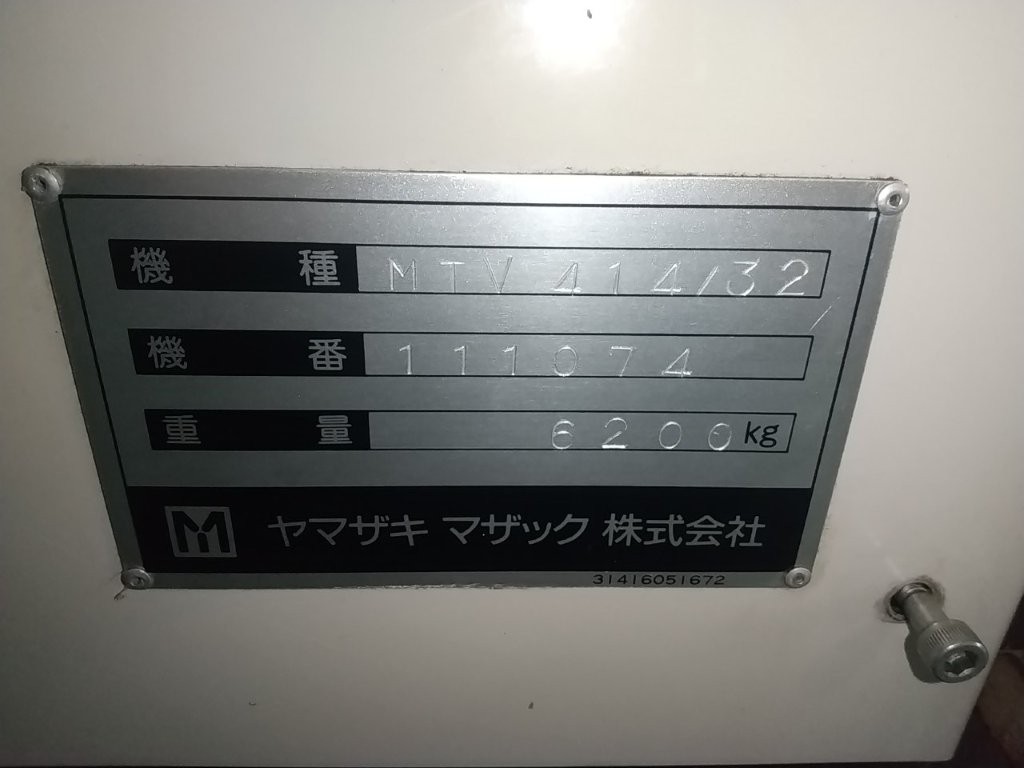 機種 MTV 414/32
機番 111074
重量 6200kg
M ヤマザキ マザック 株式会社
31416051672